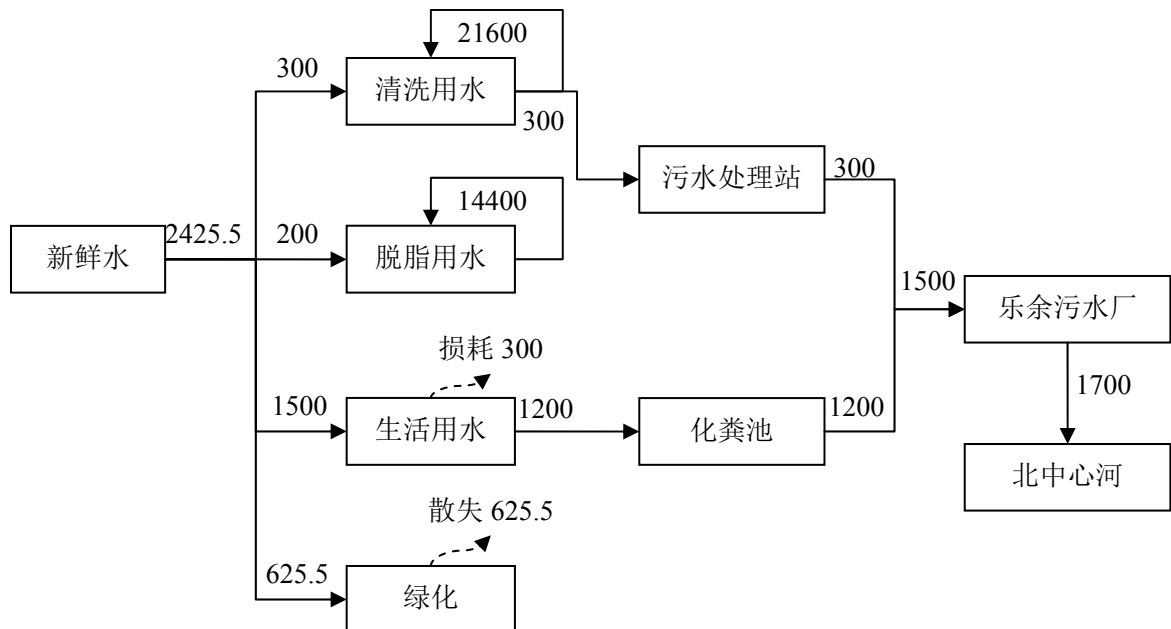 21600
300
清洗用水
300
污水处理站
300
14400
2425.5
200
新鲜水
脱脂用水
1500
乐余污水厂
损耗 300
1700
1500
生活用水
1200
化粪池
1200
北中心河
散失 625.5
625.5
绿化